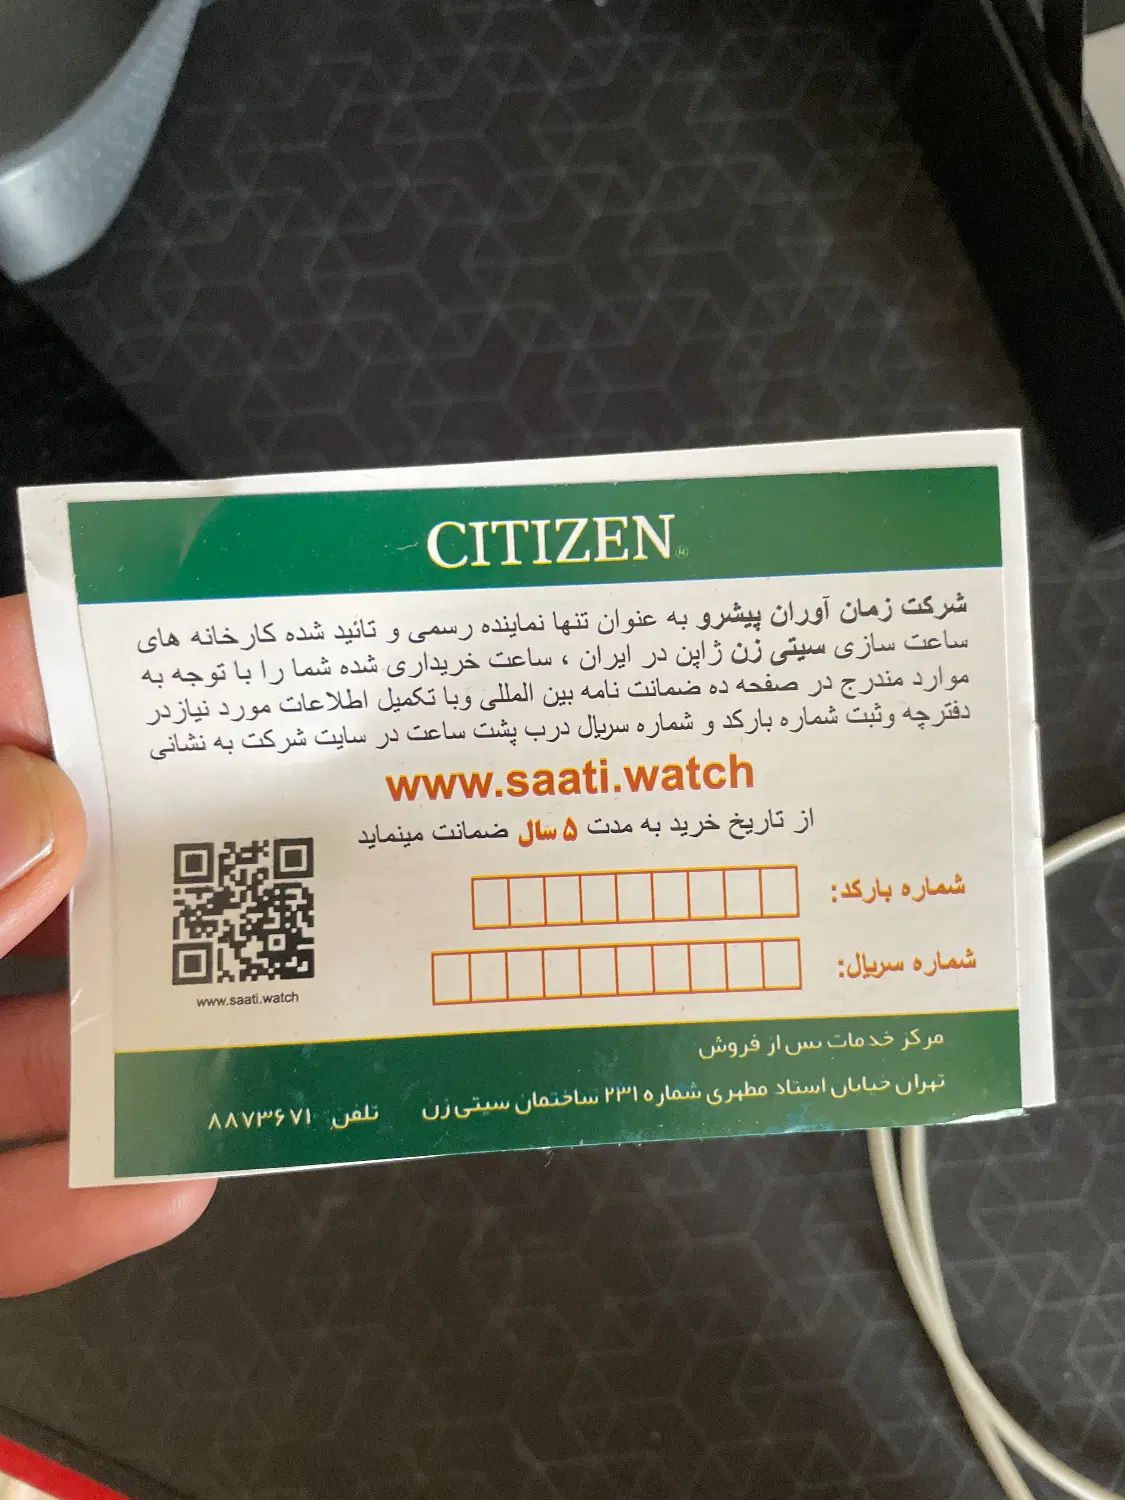 CITIZEN®
شرکت زمان آوران پیشرو به عنوان تنها نماینده رسمی و تائید شده کارخانه های
ساعت سازی سیتی زن ژاپن در ایران ، ساعت خریداری شده شما را با توجه به
موارد مندرج در صفحه ده ضمانت نامه بین المللی وبا تکمیل اطلاعات مورد نیازدر
دفترچه وثبت شماره بارکد و شماره سریال درب پشت ساعت در سایت شرکت به نشانی
www.saati.watch
از تاریخ خرید به مدت ۵ سال ضمانت مینماید
شماره بارکد:
شماره سریال:
www.saati.watch
مرکز خدمات پس از فروش
تهران خیابان استاد مطهری شماره ۲۳۱ ساختمان سیتی زن تلفن ۸۸۷۳۶۷۱